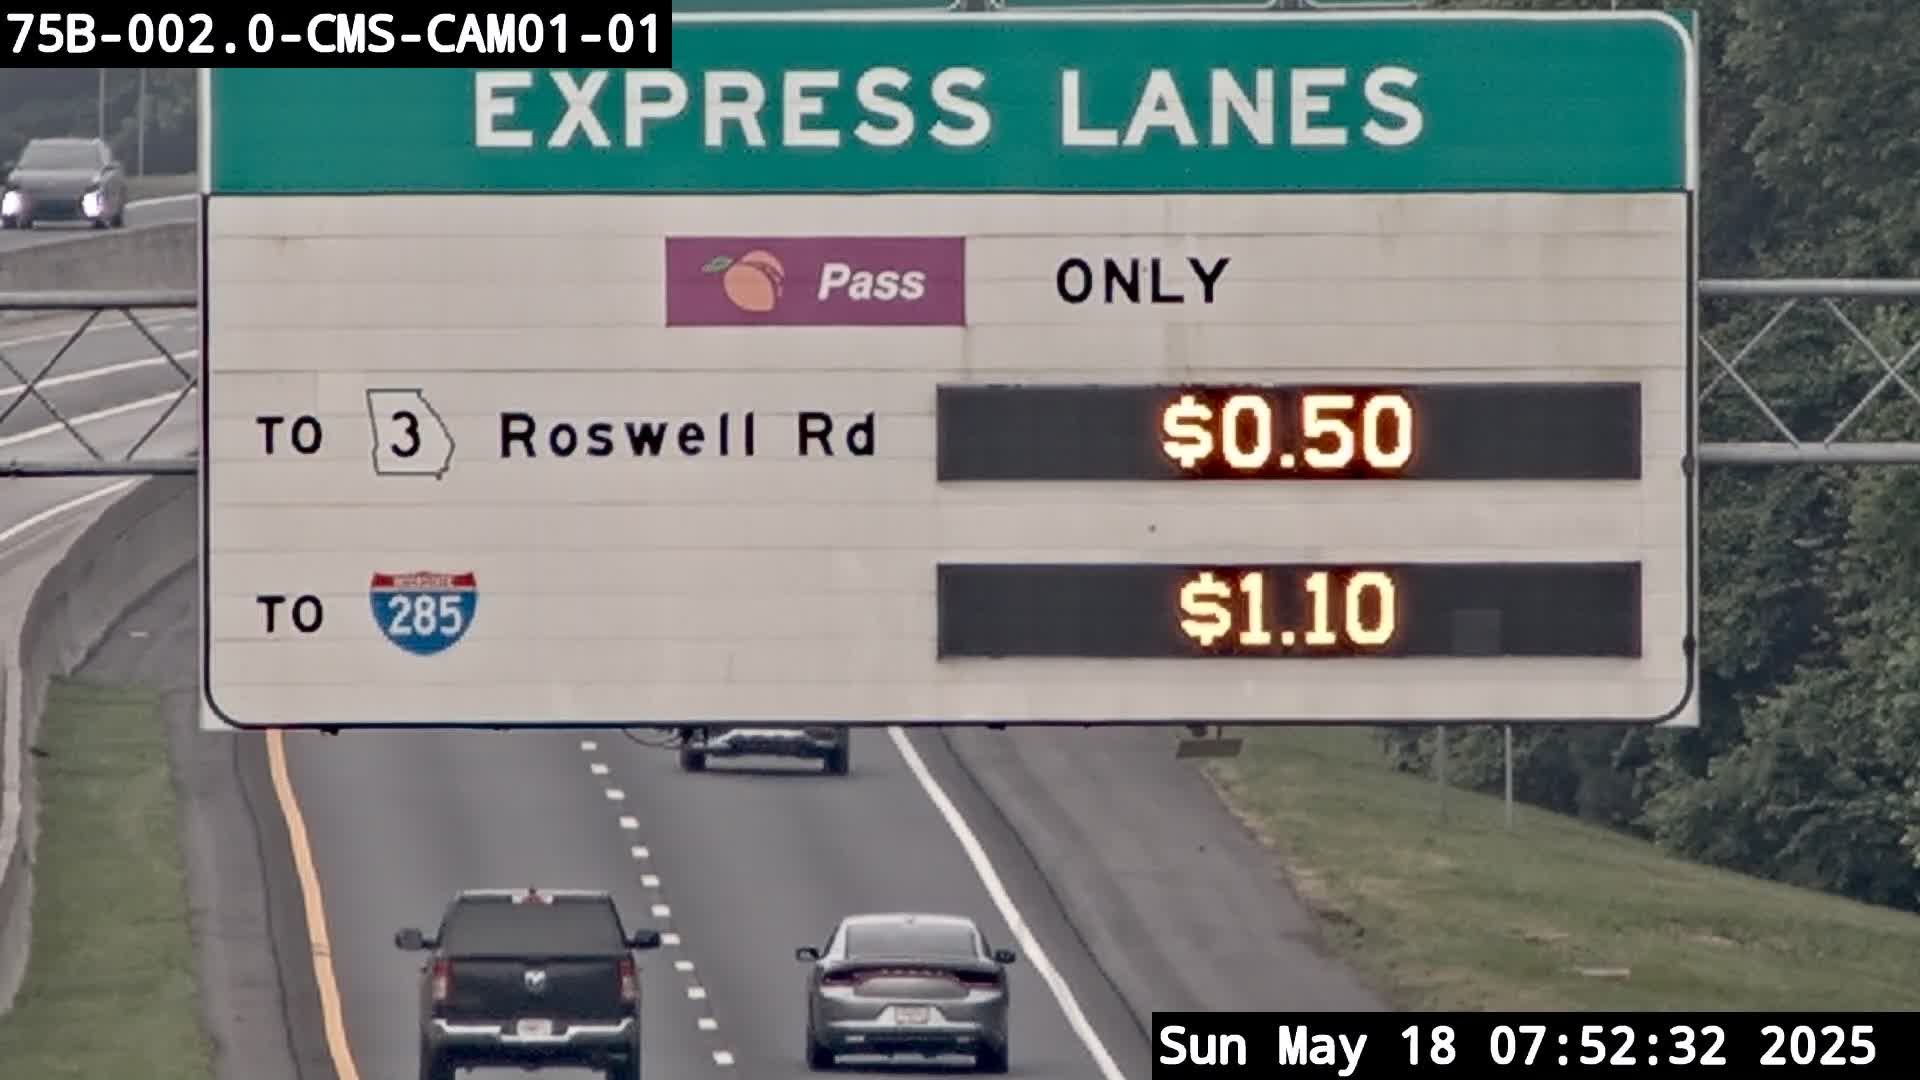 75B-002.0-CMS-CAM01-01
EXPRESS LANES
Pass ONLY
TO 3 Roswell Rd $0.50
TO 285 $1.10
Sun May 18 07:52:32 2025